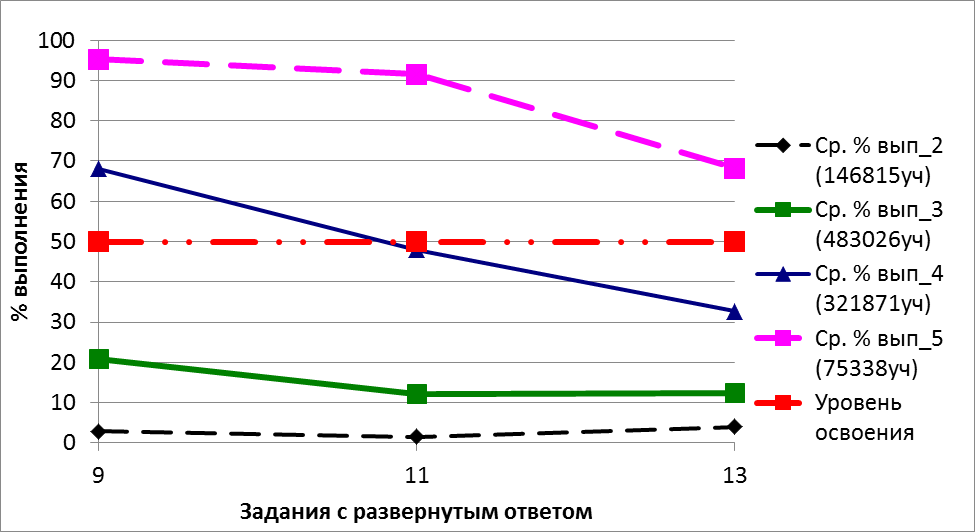 % выполнения
100
90
80
70
60
50
40
30
20
10
0
9
11
13
Задания с развернутым ответом
Ср. % вып_2
(146815уч)
Ср. % вып_3
(483026уч)
Ср. % вып_4
(321871уч)
Ср. % вып_5
(75338уч)
Уровень
освоения